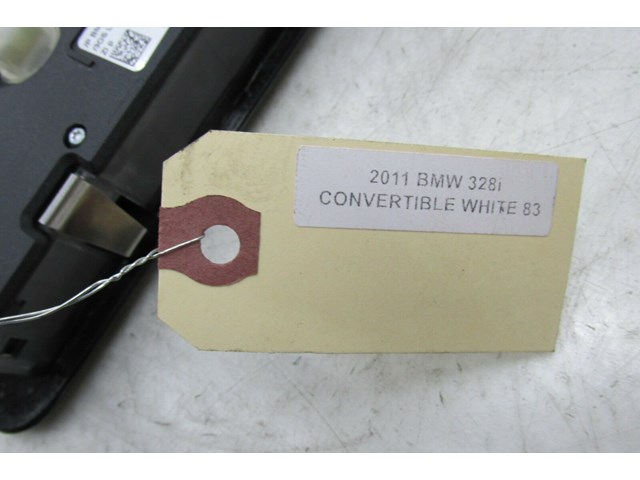 2011 BMW 328i
CONVERTIBLE WHITE 83